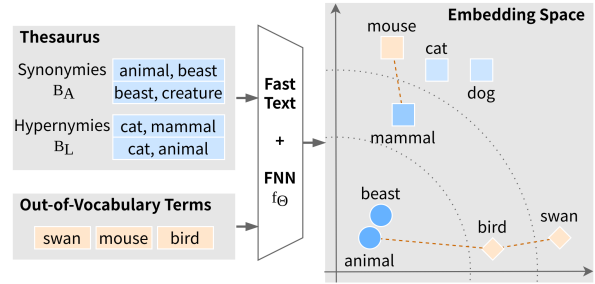 Thesaurus
Synonymies
B_A
animal, beast
beast, creature
Hypernymies
B_L
cat, mammal
cat, animal
Out-of-Vocabulary Terms
swan
mouse
bird
Fast
Text
+
FNN
f_Θ
Embedding Space
mouse
cat
dog
mammal
beast
animal
bird
swan